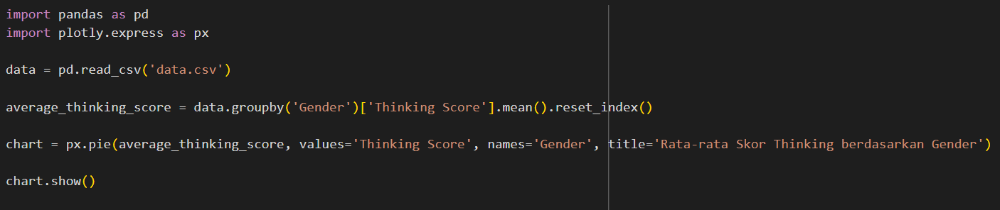 import pandas as pd
import plotly.express as px
data = pd.read_csv('data.csv')
average_thinking_score = data.groupby('Gender')['Thinking Score'].mean().reset_index()
chart = px.pie(average_thinking_score, values='Thinking Score', names='Gender', title='Rata-rata Skor Thinking berdasarkan Gender')
chart.show()